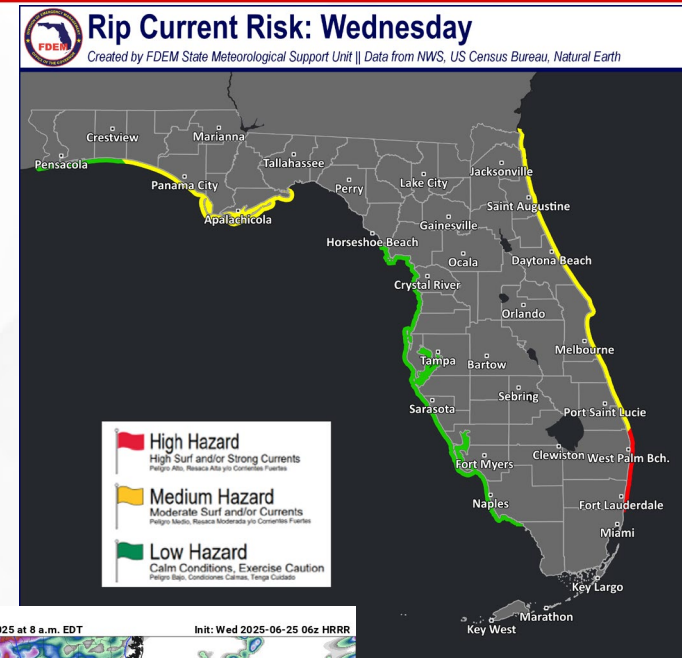 Rip Current Risk: Wednesday
Created by FDEM State Meteorological Support Unit || Data from NWS, US Census Bureau, Natural Earth
FDEM
Crestview
Marianna
Pensacola
Tallahassee
Panama City
Apalachicola
Perry
Lake City
Jacksonville
Saint Augustine
Gainesville
Horseshoe Beach
Ocala
Daytona Beach
Crystal River
Orlando
Melbourne
Tampa
Bartow
Sebring
Sarasota
Port Saint Lucie
Clewiston
West Palm Bch.
Fort Myers
Naples
Fort Lauderdale
Miami
Key Largo
Marathon
Key West
High Hazard
High Surf and/or Strong Currents
Peligro Alto, Resaca Alta y/o Corrientes Fuertes
Medium Hazard
Moderate Surf and/or Currents
Peligro Medio, Resaca Moderada y/o Corrientes Fuertes
Low Hazard
Calm Conditions, Exercise Caution
Peligro Bajo, Condiciones Calmas, Tenga Cuidado
025 at 8 a.m. EDT
Init: Wed 2025-06-25 06z HRRR